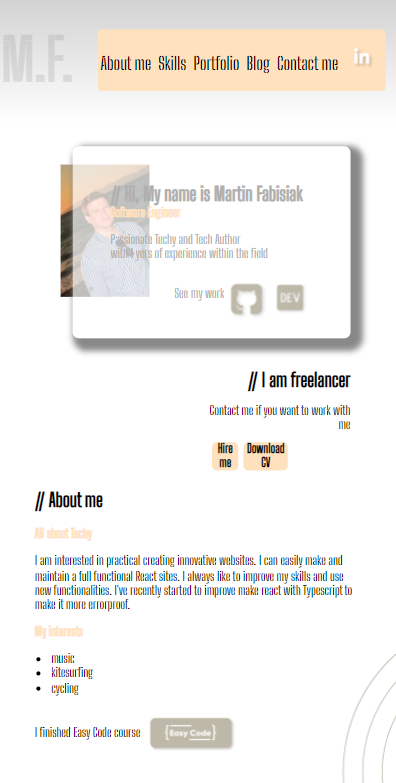 M.F.
About me Skills Portfolio Blog Contact me in
// Hi, My name is Martin Fabisiak
Software Engineer
Passionate Techy and Tech Author
with 1 yers of experience within the field
See my work DEV
// I am freelancer
Contact me if you want to work with
me
Hire
me
Download
CV
// About me
All about Techy
I am interested in practical creating innovative websites. I can easily make and
maintain a full functional React sites. I always like to improve my skills and use
new functionalities. I've recently started to improve make react with Typescript to
make it more errorproof.
My interests
music
kitesurfing
cycling
I finished Easy Code course {Easy Code}